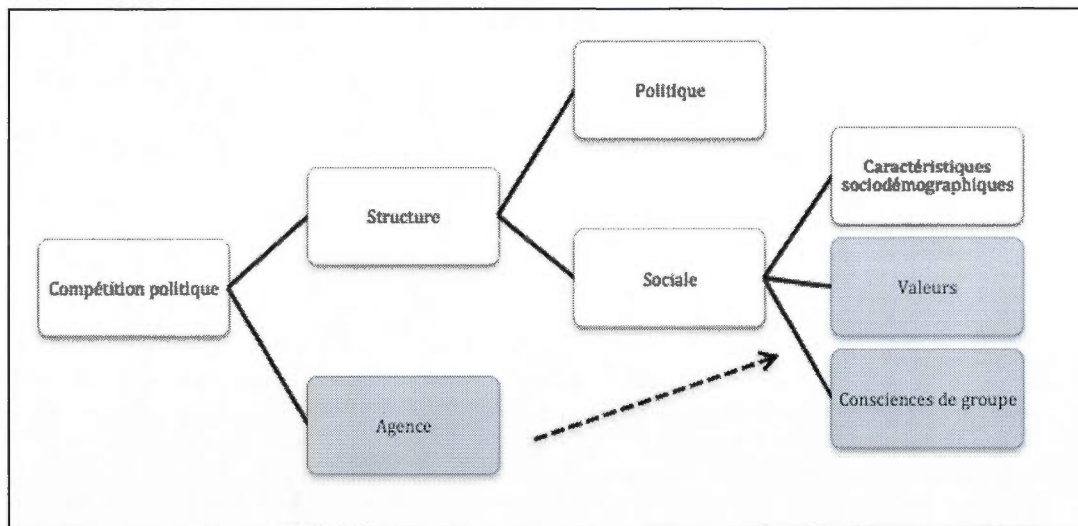 Politique
Caractéristiques
sociodémographiques
Structure
Compétition politique
Sociale
Valeurs
Agence
Consciences de groupe